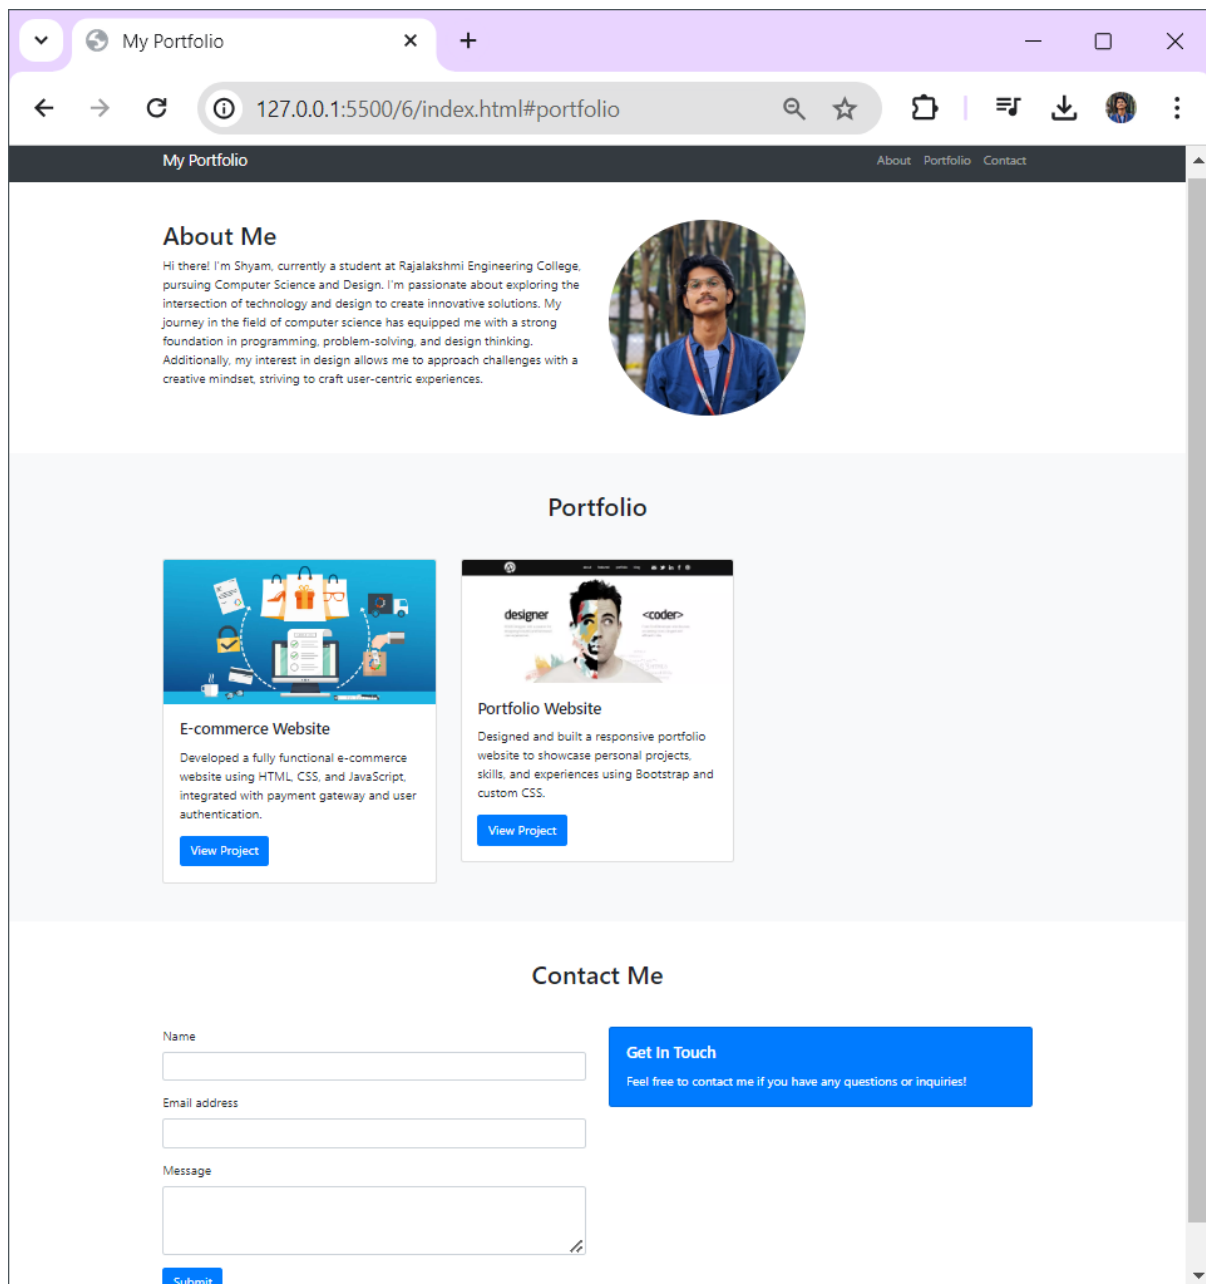 My Portfolio
127.0.0.1:5500/6/index.html#portfolio
My Portfolio
About Portfolio Contact
About Me
Hi there! I'm Shyam, currently a student at Rajalakshmi Engineering College,
pursuing Computer Science and Design. I'm passionate about exploring the
intersection of technology and design to create innovative solutions. My
journey in the field of computer science has equipped me with a strong
foundation in programming, problem-solving, and design thinking.
Additionally, my interest in design allows me to approach challenges with a
creative mindset, striving to craft user-centric experiences.
Portfolio
designer
<coder>
E-commerce Website
Developed a fully functional e-commerce
website using HTML, CSS, and JavaScript,
integrated with payment gateway and user
authentication.
View Project
Portfolio Website
Designed and built a responsive portfolio
website to showcase personal projects,
skills, and experiences using Bootstrap and
custom CSS.
View Project
Contact Me
Name
Email address
Message
Submit
Get In Touch
Feel free to contact me if you have any questions or inquiries!